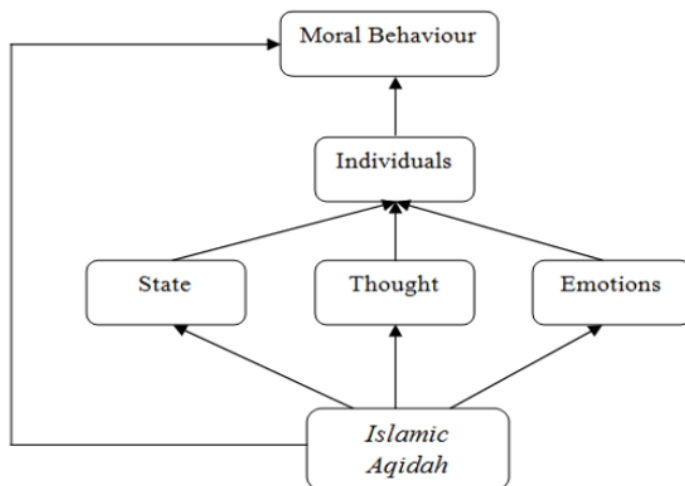 Moral Behaviour
Individuals
State
Thought
Emotions
Islamic
Aqidah